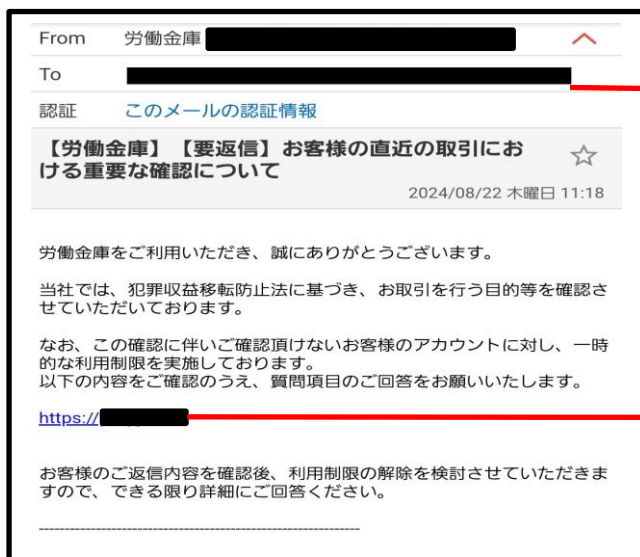 From 労働金庫
To
認証 このメールの認証情報
【労働金庫】【要返信】お客様の直近の取引にお
ける重要な確認について
2024/08/22 木曜日 11:18
労働金庫をご利用いただき、誠にありがとうございます。
当社では、犯罪収益移転防止法に基づき、お取引を行う目的等を確認さ
せていただいております。
なお、この確認に伴いご確認頂けないお客様のアカウントに対し、一時
的な利用制限を実施しております。
以下の内容をご確認のうえ、質問項目のご回答をお願いいたします。
https://
お客様のご返信内容を確認後、利用制限の解除を検討させていただきま
すので、できる限り詳細にご回答ください。
------------------------------------------------------------